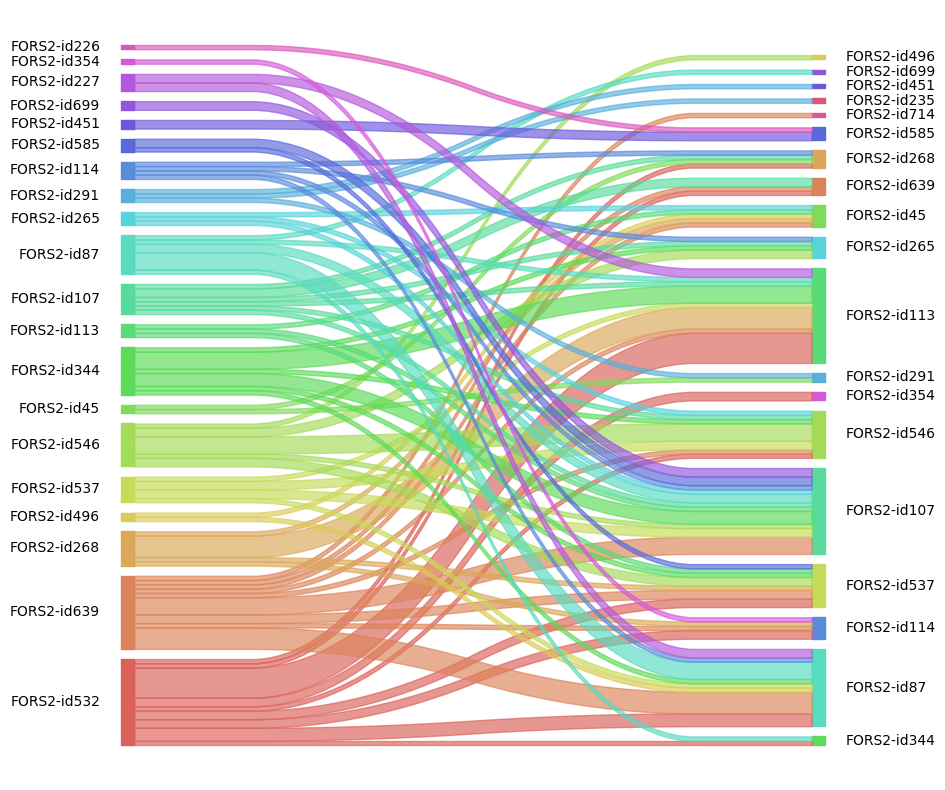 FORS2-id226
FORS2-id354
FORS2-id227
FORS2-id699
FORS2-id451
FORS2-id585
FORS2-id114
FORS2-id291
FORS2-id265
FORS2-id87
FORS2-id107
FORS2-id113
FORS2-id344
FORS2-id45
FORS2-id546
FORS2-id537
FORS2-id496
FORS2-id268
FORS2-id639
FORS2-id532
FORS2-id496
FORS2-id699
FORS2-id451
FORS2-id235
FORS2-id714
FORS2-id585
FORS2-id268
FORS2-id639
FORS2-id45
FORS2-id265
FORS2-id113
FORS2-id291
FORS2-id354
FORS2-id546
FORS2-id107
FORS2-id537
FORS2-id114
FORS2-id87
FORS2-id344